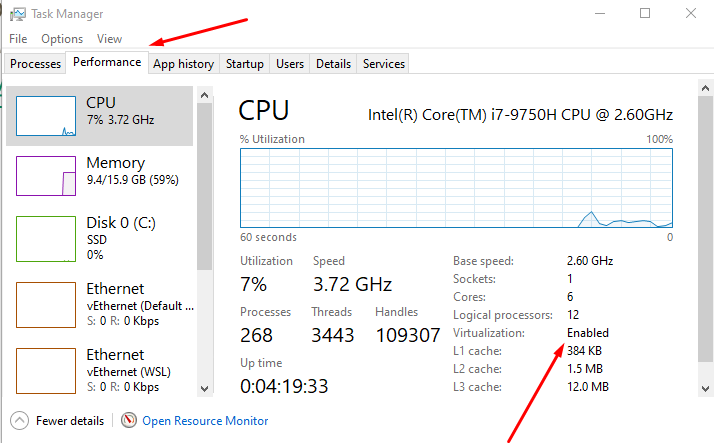 Task Manager
File Options View
Processes Performance App history Startup Users Details Services
CPU
7% 3.72 GHz
Memory
9.4/15.9 GB (59%)
Disk 0 (C:)
SSD
0%
Ethernet
vEthernet (Default ...
S: 0 R: 0 Kbps
Ethernet
vEthernet (WSL)
S: 0 R: 0 Kbps
CPU Intel(R) Core(TM) i7-9750H CPU @ 2.60GHz
% Utilization 100%
60 seconds 0
Utilization Speed
7% 3.72 GHz
Processes Threads Handles
268 3443 109307
Up time
0:04:19:33
Base speed: 2.60 GHz
Sockets: 1
Cores: 6
Logical processors: 12
Virtualization: Enabled
L1 cache: 384 KB
L2 cache: 1.5 MB
L3 cache: 12.0 MB
Fewer details Open Resource Monitor